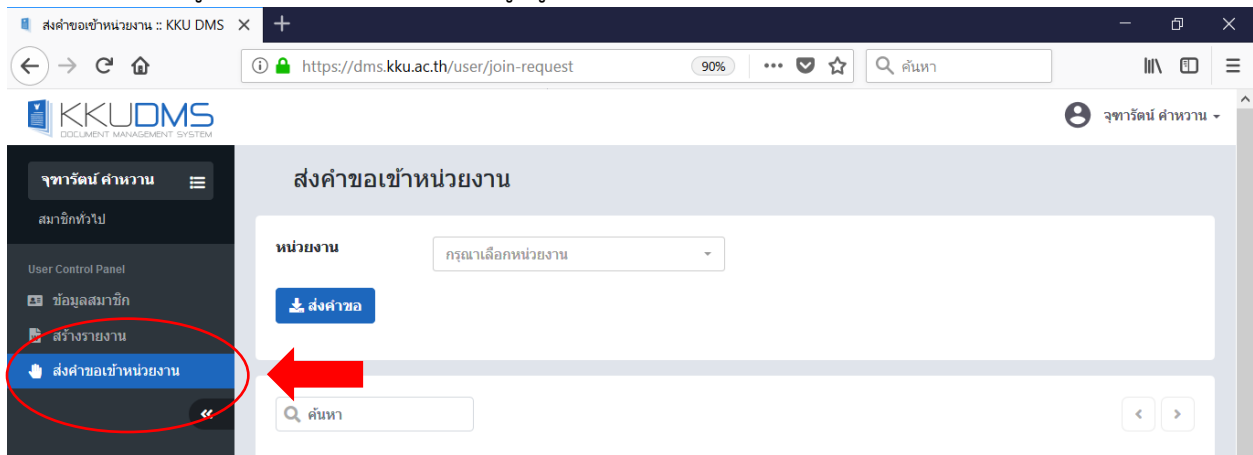 ส่งคำขอเข้าหน่วยงาน :: KKU DMS
https://dms.kku.ac.th/user/join-request
90%
ค้นหา
KKUDMS
DOCUMENT MANAGEMENT SYSTEM
จุฑารัตน์ คำหวาน
จุฑารัตน์ คำหวาน
สมาชิกทั่วไป
User Control Panel
ข้อมูลสมาชิก
สร้างรายงาน
ส่งคำขอเข้าหน่วยงาน
ส่งคำขอเข้าหน่วยงาน
หน่วยงาน
กรุณาเลือกหน่วยงาน
ส่งคำขอ
ค้นหา